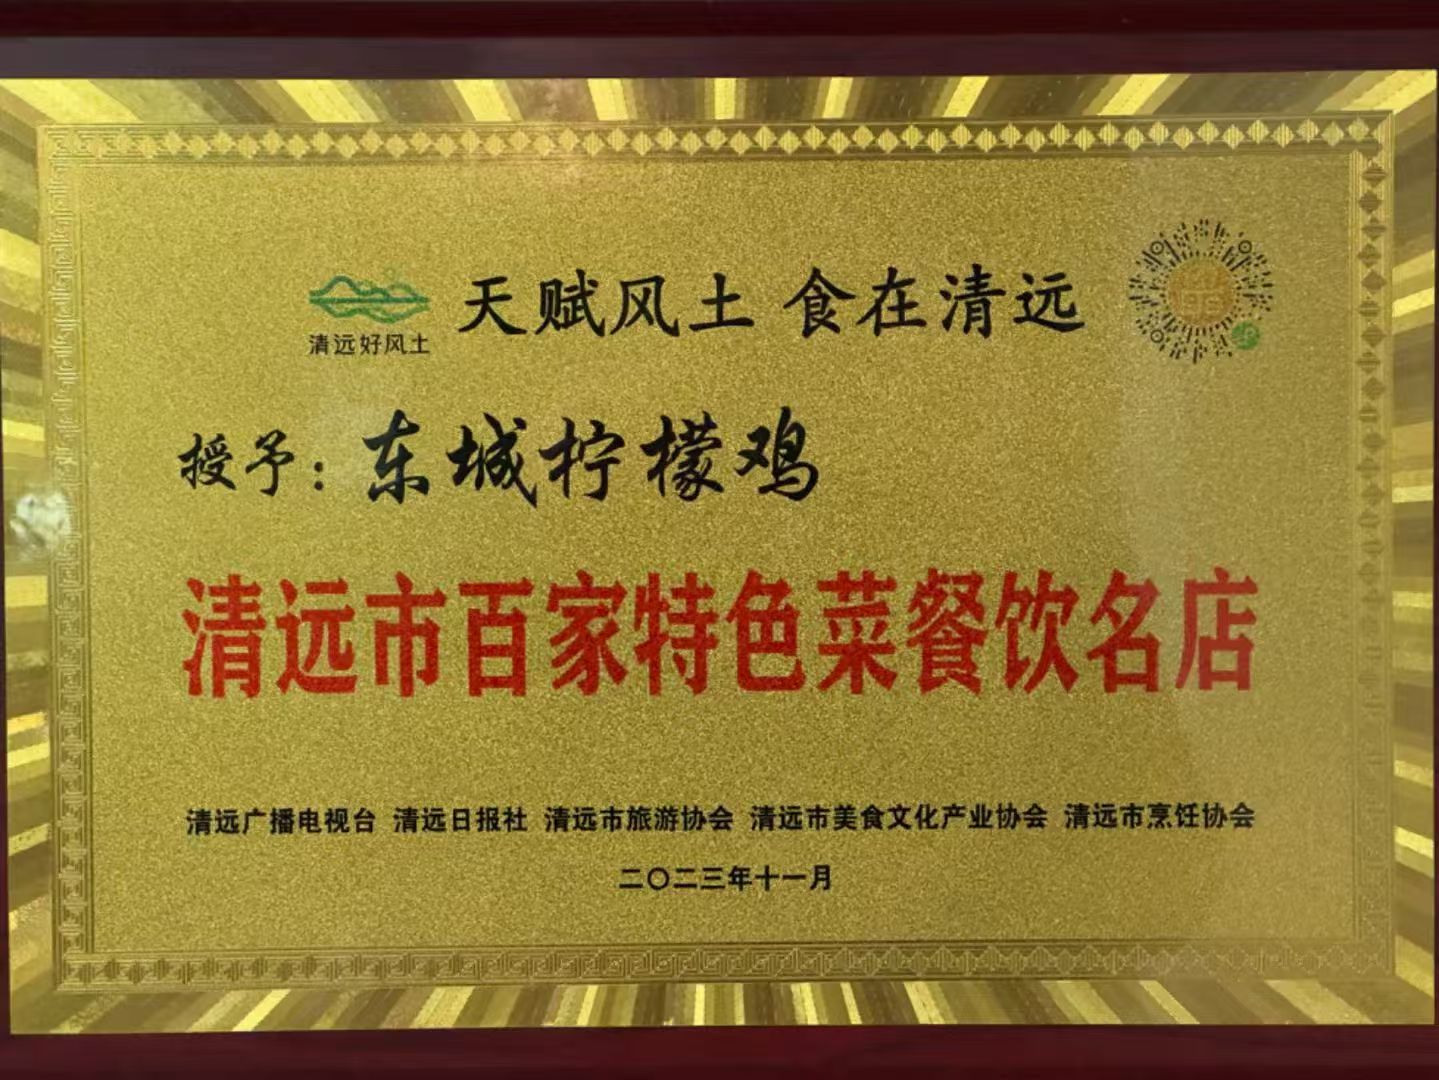 天赋风土 食在清远
清远好风土
授予：东城柠檬鸡
清远市百家特色菜餐饮名店
清远广播电视台 清远日报社 清远市旅游协会 清远市美食文化产业协会 清远市烹饪协会
二〇二三年十一月